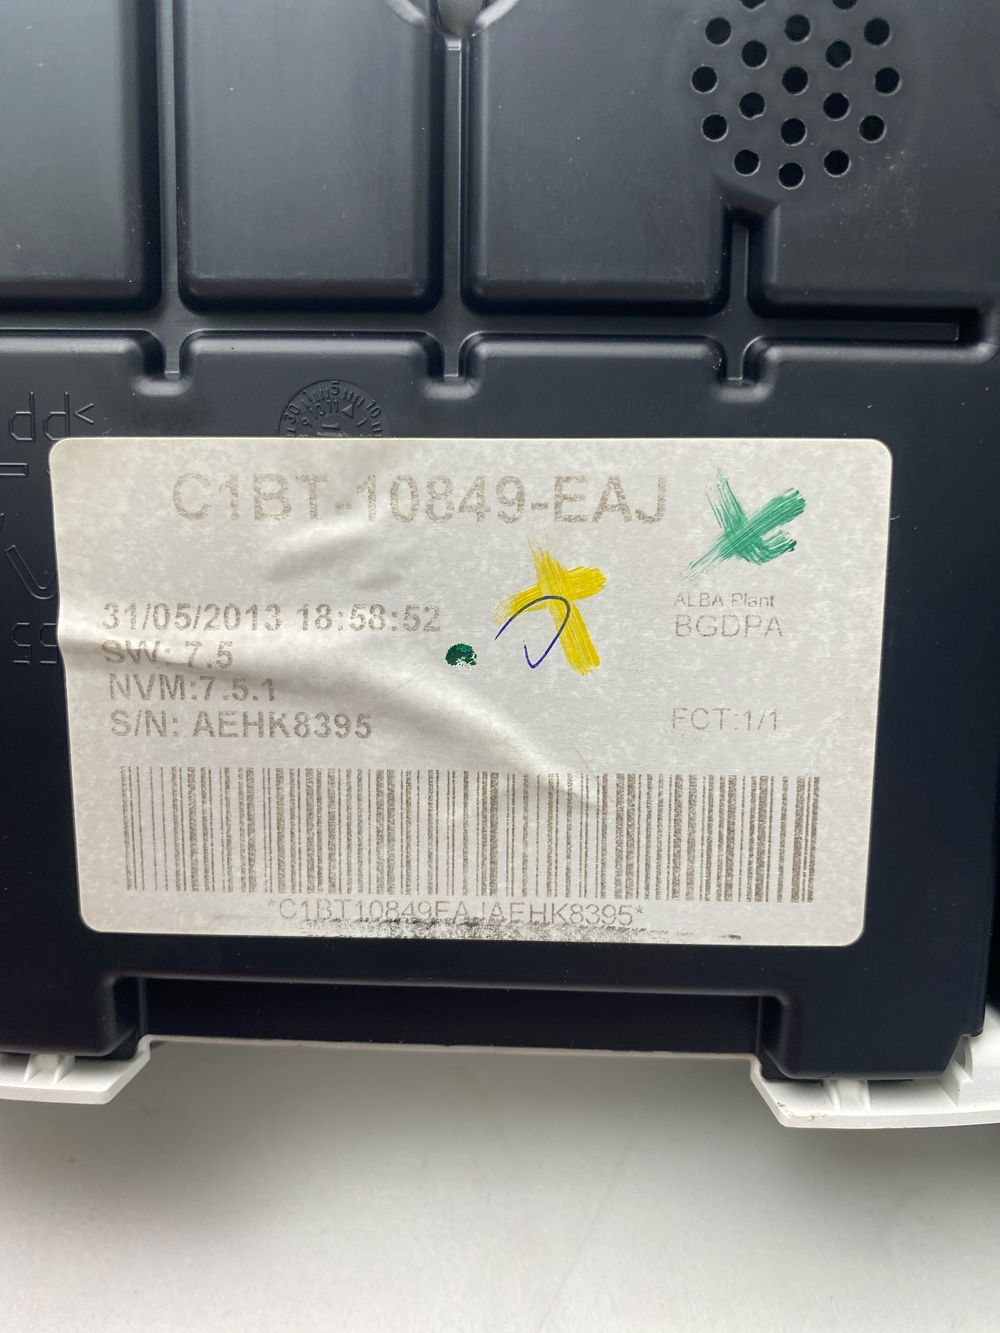 C1BT-10849-EAJ
31/05/2013 18:58:52
SW: 7.5
NVM:7.5.1
S/N: AEHK8395
ALBA Plant
BGDPA
FCT:1/1
*C1BT10849EAJAEHK8395*